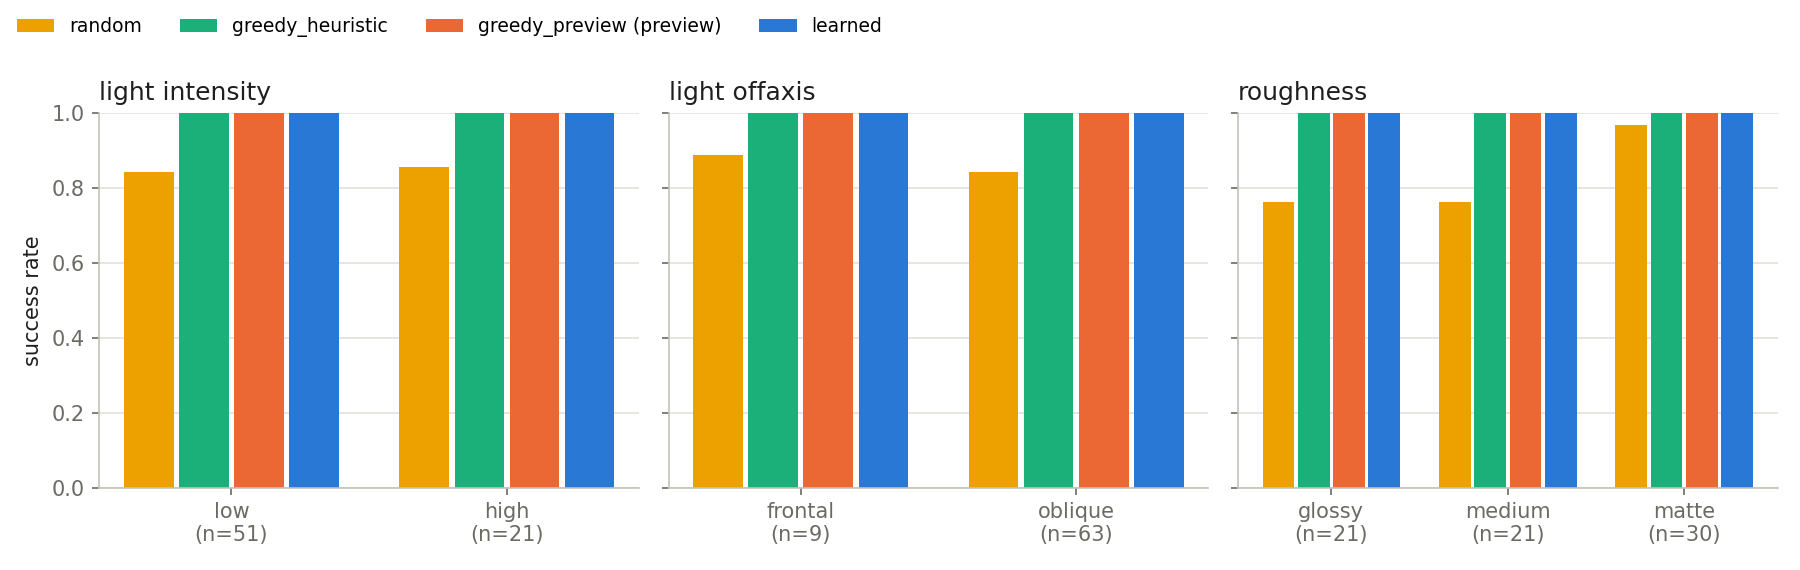 random greedy_heuristic greedy_preview (preview) learned
light intensity
success rate
1.0
0.8
0.6
0.4
0.2
0.0
low
(n=51)
high
(n=21)
light offaxis
frontal
(n=9)
oblique
(n=63)
roughness
glossy
(n=21)
medium
(n=21)
matte
(n=30)